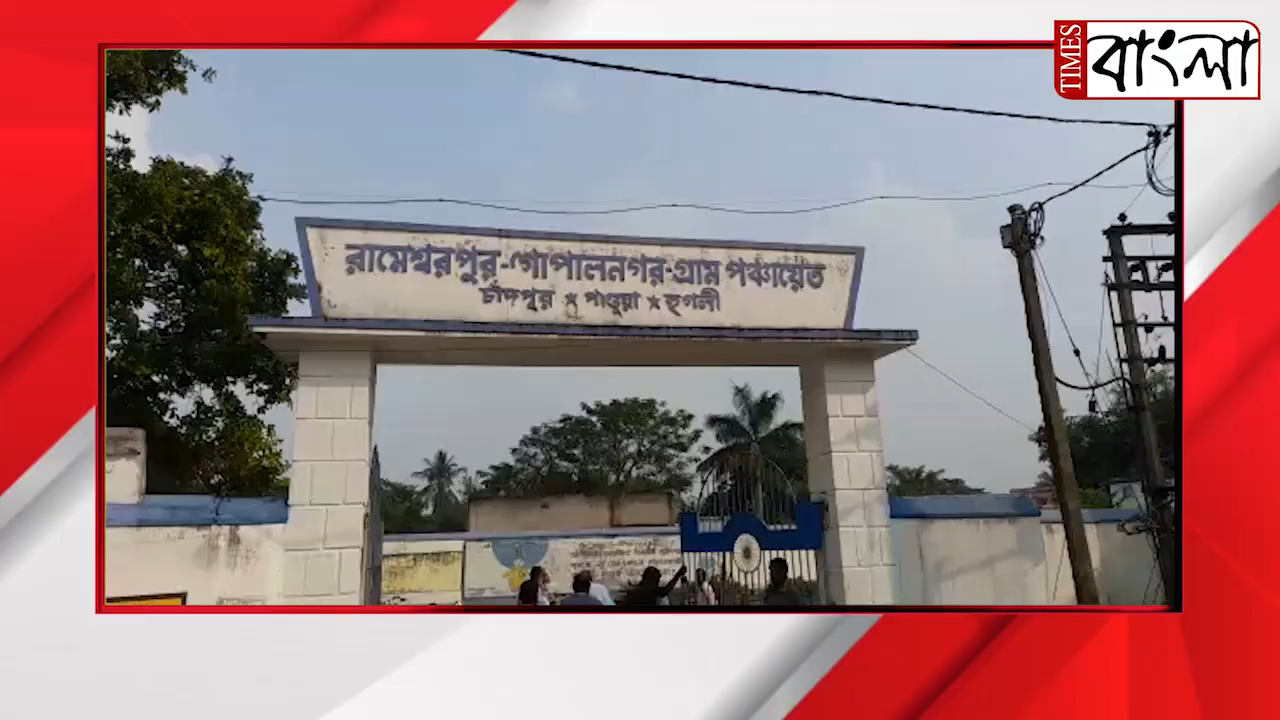 TIMES বাংলা
রামেশ্বরপুর-গোপালনগর-গ্রাম পঞ্চায়েত
চাঁদপুর ★ পাণ্ডুয়া ★ হুগলী